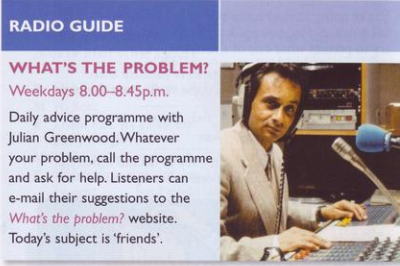 RADIO GUIDE
WHAT'S THE PROBLEM?
Weekdays 8.00–8.45p.m.
Daily advice programme with
Julian Greenwood. Whatever
your problem, call the programme
and ask for help. Listeners can
e-mail their suggestions to the
What's the problem? website.
Today's subject is 'friends'.